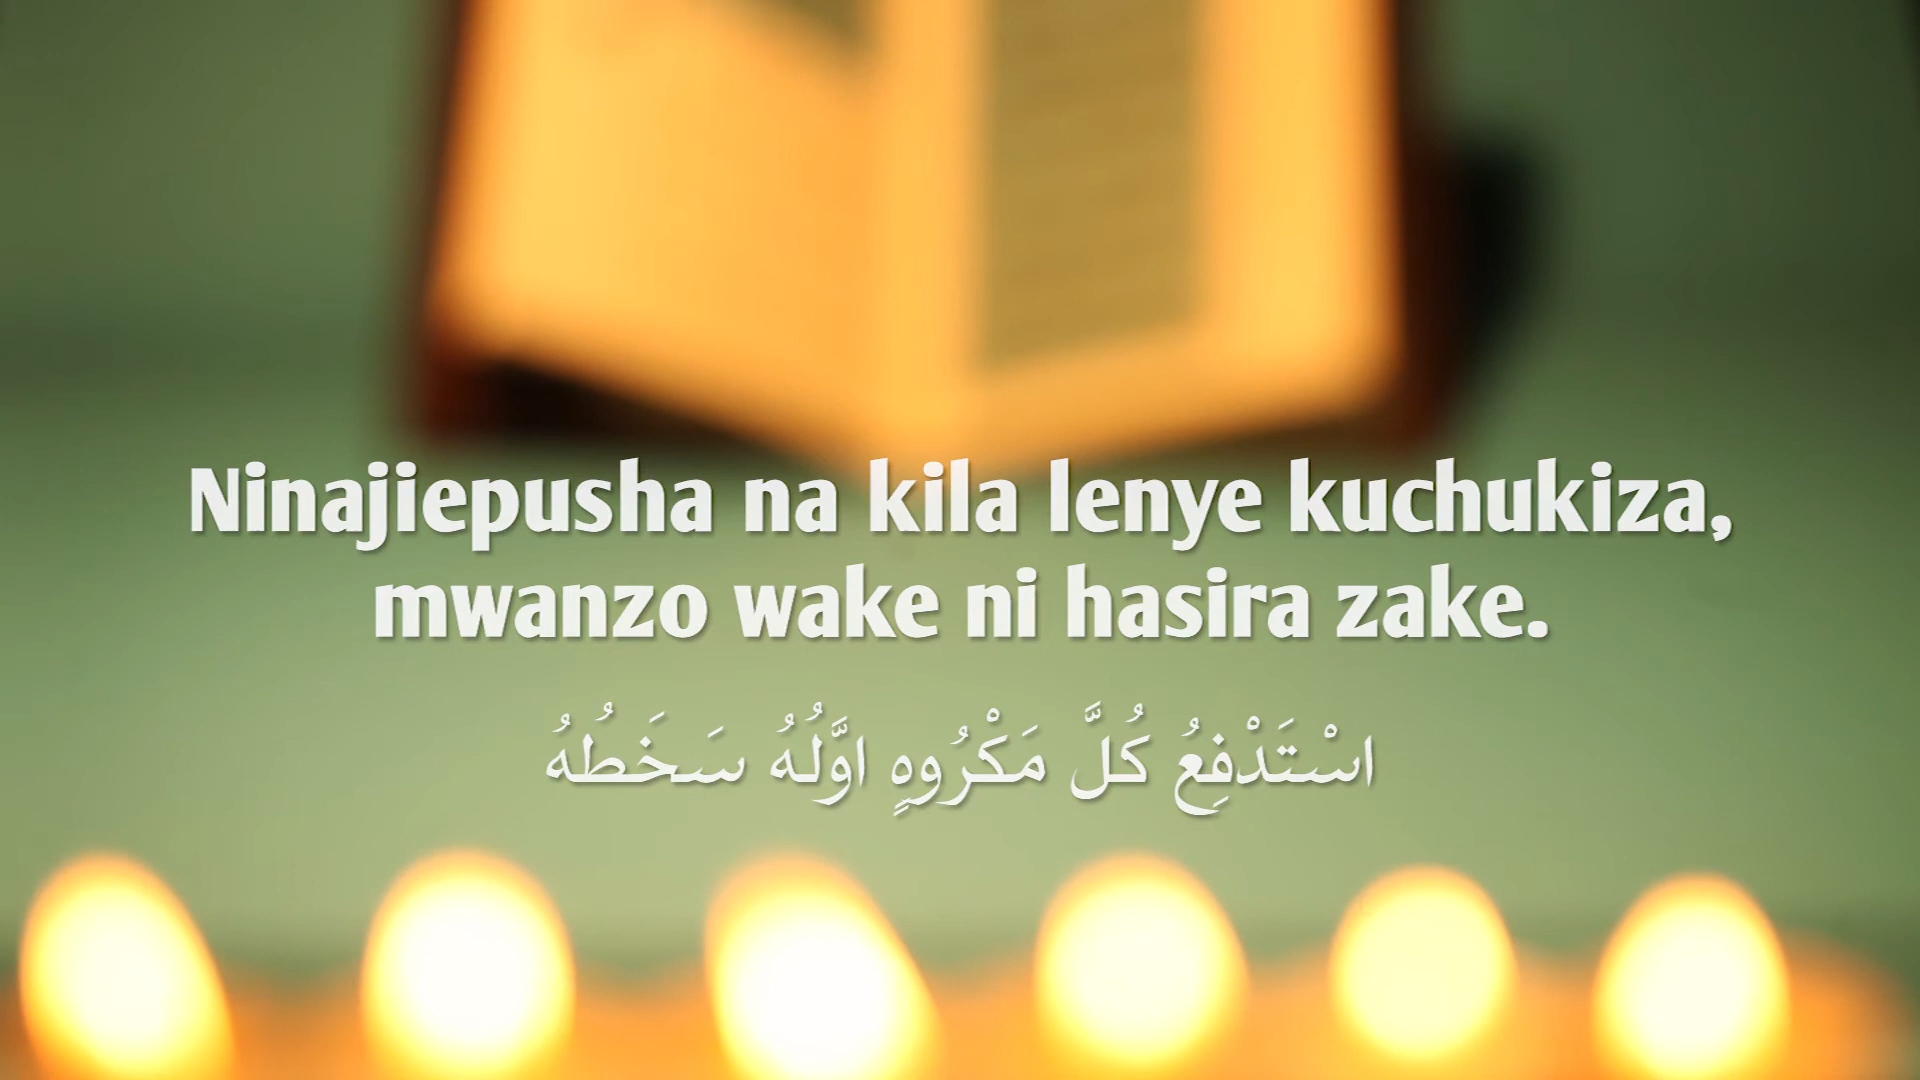 Ninajiepusha na kila lenye kuchukiza,
mwanzo wake ni hasira zake.
اسْتَدْفِعُ كُلَّ مَكْرُوهٍ اوَّلُهُ سَخَطُهُ